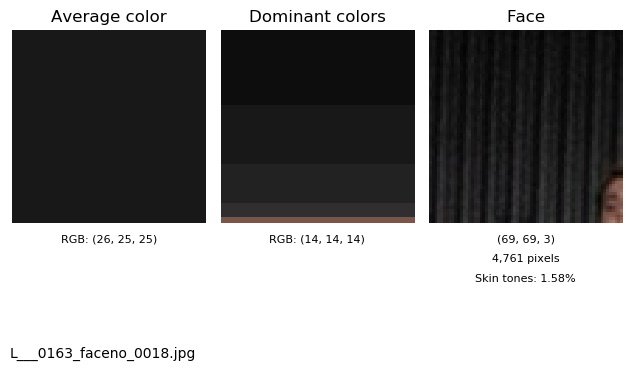 Average color
Dominant colors
Face
RGB: (26, 25, 25)
RGB: (14, 14, 14)
(69, 69, 3)
4,761 pixels
Skin tones: 1.58%
L___0163_faceno_0018.jpg